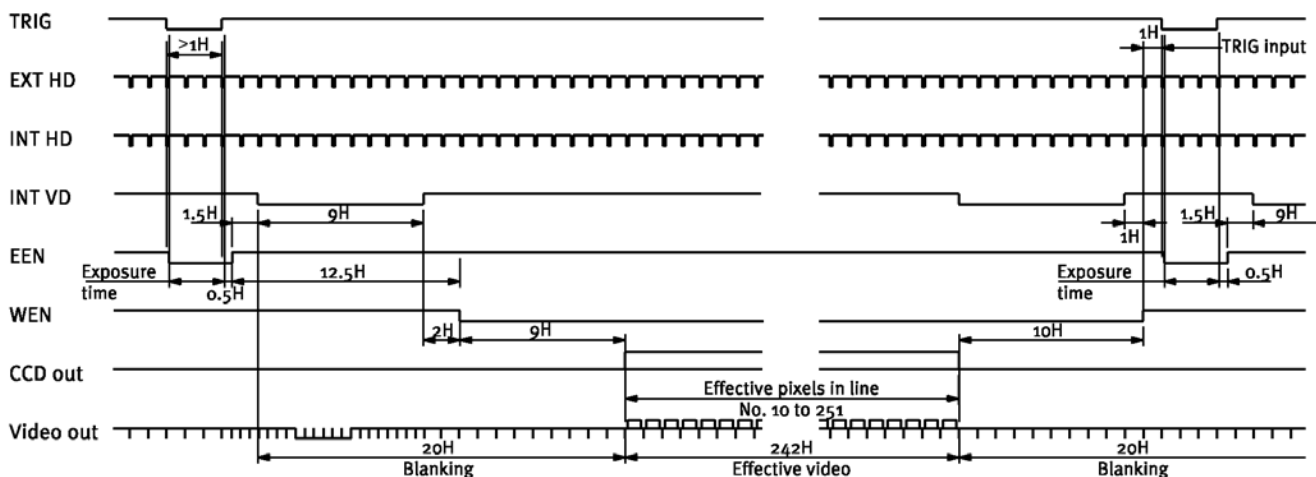 TRIG
>1H
1H
TRIG input
EXT HD
INT HD
INT VD
1.5H
9H
1H
1.5H
9H
EEN
Exposure
time
0.5H
12.5H
Exposure
time
0.5H
WEN
2H
9H
10H
CCD out
Effective pixels in line
No. 10 to 251
Video out
20H
Blanking
242H
Effective video
20H
Blanking